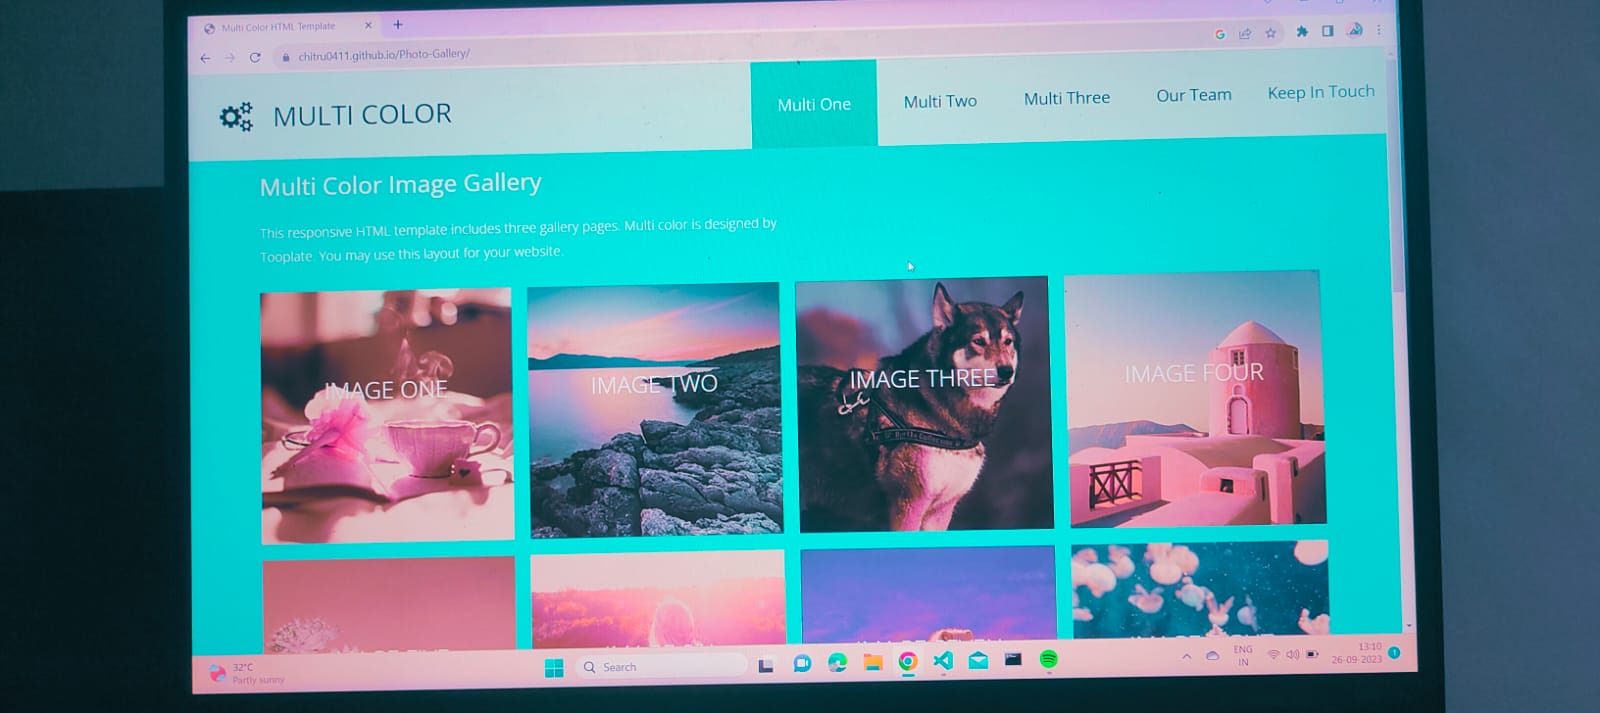 Multi Color HTML Template
chitru0411.github.io/Photo-Gallery/
MULTI COLOR
Multi One
Multi Two
Multi Three
Our Team
Keep In Touch
Multi Color Image Gallery
This responsive HTML template includes three gallery pages. Multi color is designed by
Tooplate. You may use this layout for your website.
IMAGE ONE
IMAGE TWO
IMAGE THREE
IMAGE FOUR
32°C
Partly sunny
Search
ENG
IN
13:10
26-09-2023
1